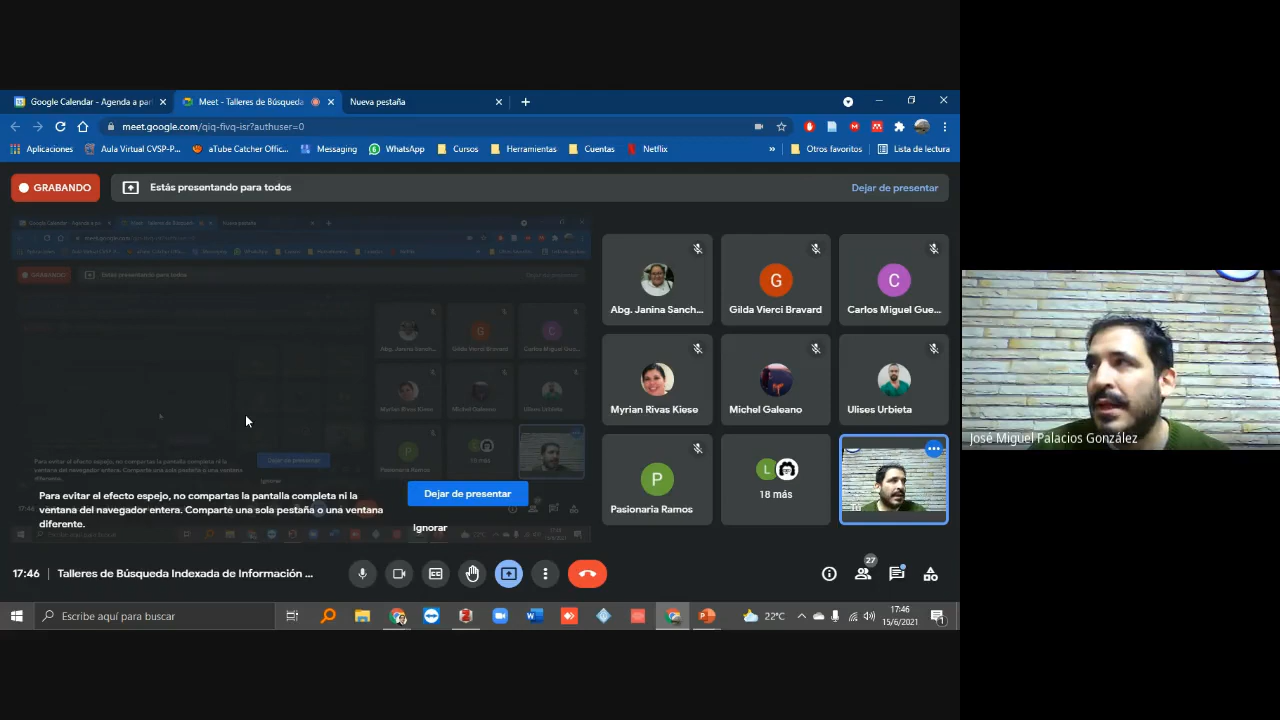 Google Calendar - Agenda a par
Meet - Talleres de Búsqueda
Nueva pestaña
meet.google.com/qiq-fivq-isr?authuser=0
Aplicaciones
Aula Virtual CVSP-P...
aTube Catcher Offic...
Messaging
WhatsApp
Cursos
Herramientas
Cuentas
Netflix
»
Otros favoritos
Lista de lectura
GRABANDO
Estás presentando para todos
Dejar de presentar
Abg. Janina Sanch...
G
Gilda Vierci Bravard
C
Carlos Miguel Gue...
Myrian Rivas Kiese
Michel Galeano
Ulises Urbieta
P
Pasionaria Ramos
L
18 más
Para evitar el efecto espejo, no compartas la pantalla completa ni la
ventana del navegador entera. Comparte una sola pestaña o una ventana
diferente.
Dejar de presentar
Ignorar
José Miguel Palacios González
17:46
Talleres de Búsqueda Indexada de Información ...
27
Escribe aquí para buscar
22°C
17:46
15/6/2021
1